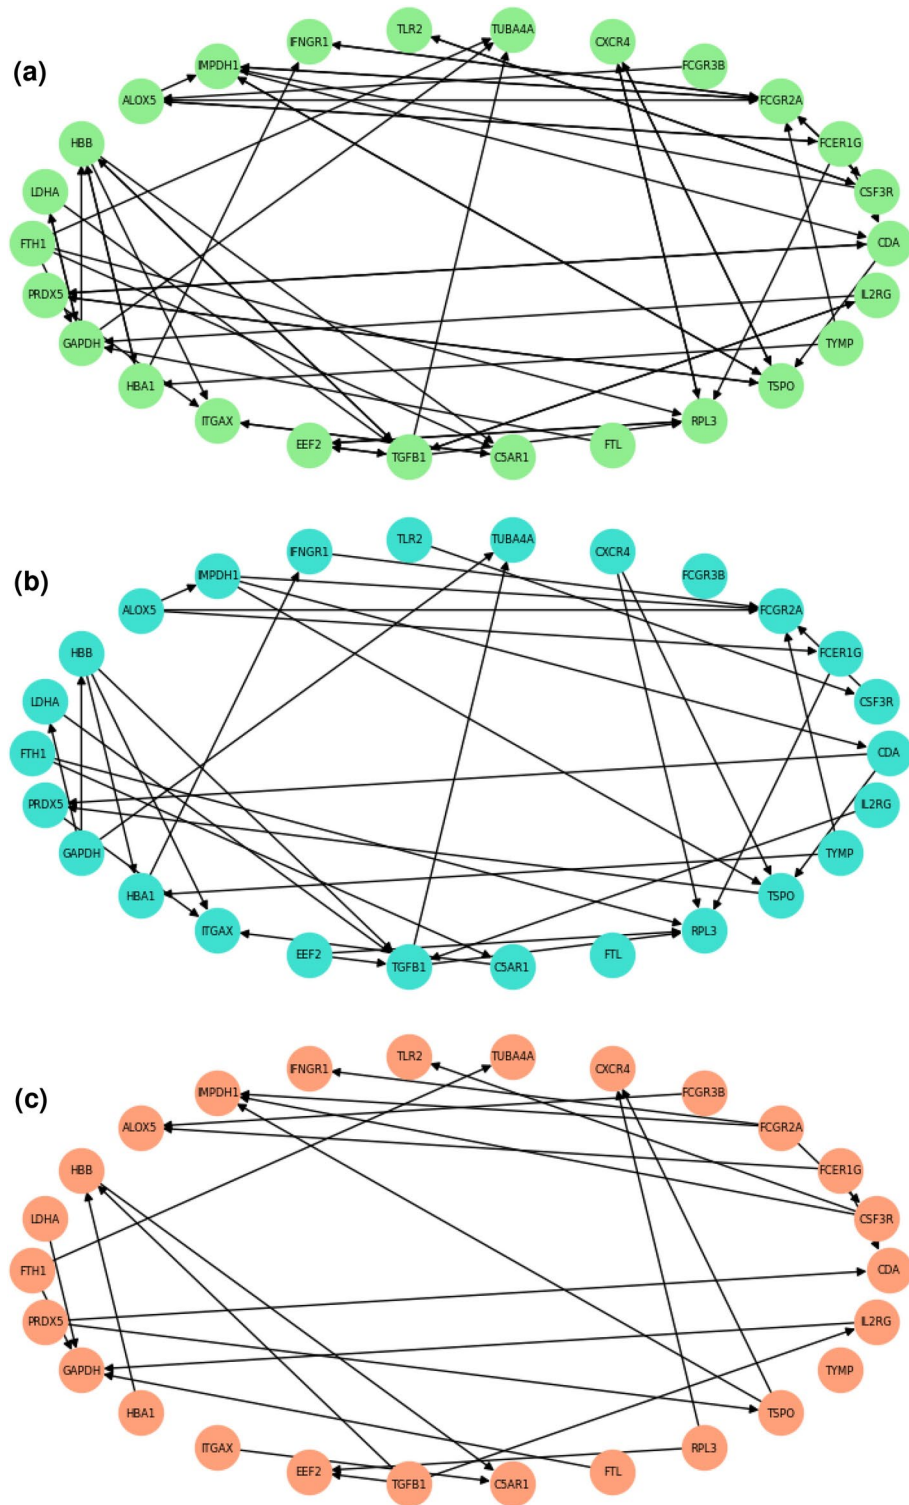 (a)
TLR2
TUBA4A
IFNGR1
CXCR4
IMPDH1
FCGR3B
ALOX5
FCGR2A
HBB
FCER1G
LDHA
CSF3R
FTH1
CDA
PRDX5
IL2RG
GAPDH
TYMP
HBA1
TSPO
ITGAX
RPL3
EEF2
FTL
TGFB1
C5AR1
(b)
TLR2
TUBA4A
IFNGR1
CXCR4
IMPDH1
FCGR3B
ALOX5
FCGR2A
HBB
FCER1G
LDHA
CSF3R
FTH1
CDA
PRDX5
IL2RG
GAPDH
TYMP
HBA1
TSPO
ITGAX
RPL3
EEF2
FTL
TGFB1
C5AR1
(c)
TLR2
TUBA4A
IFNGR1
CXCR4
IMPDH1
FCGR3B
ALOX5
FCGR2A
HBB
FCER1G
LDHA
CSF3R
FTH1
CDA
PRDX5
IL2RG
GAPDH
TYMP
HBA1
TSPO
ITGAX
RPL3
EEF2
FTL
TGFB1
C5AR1